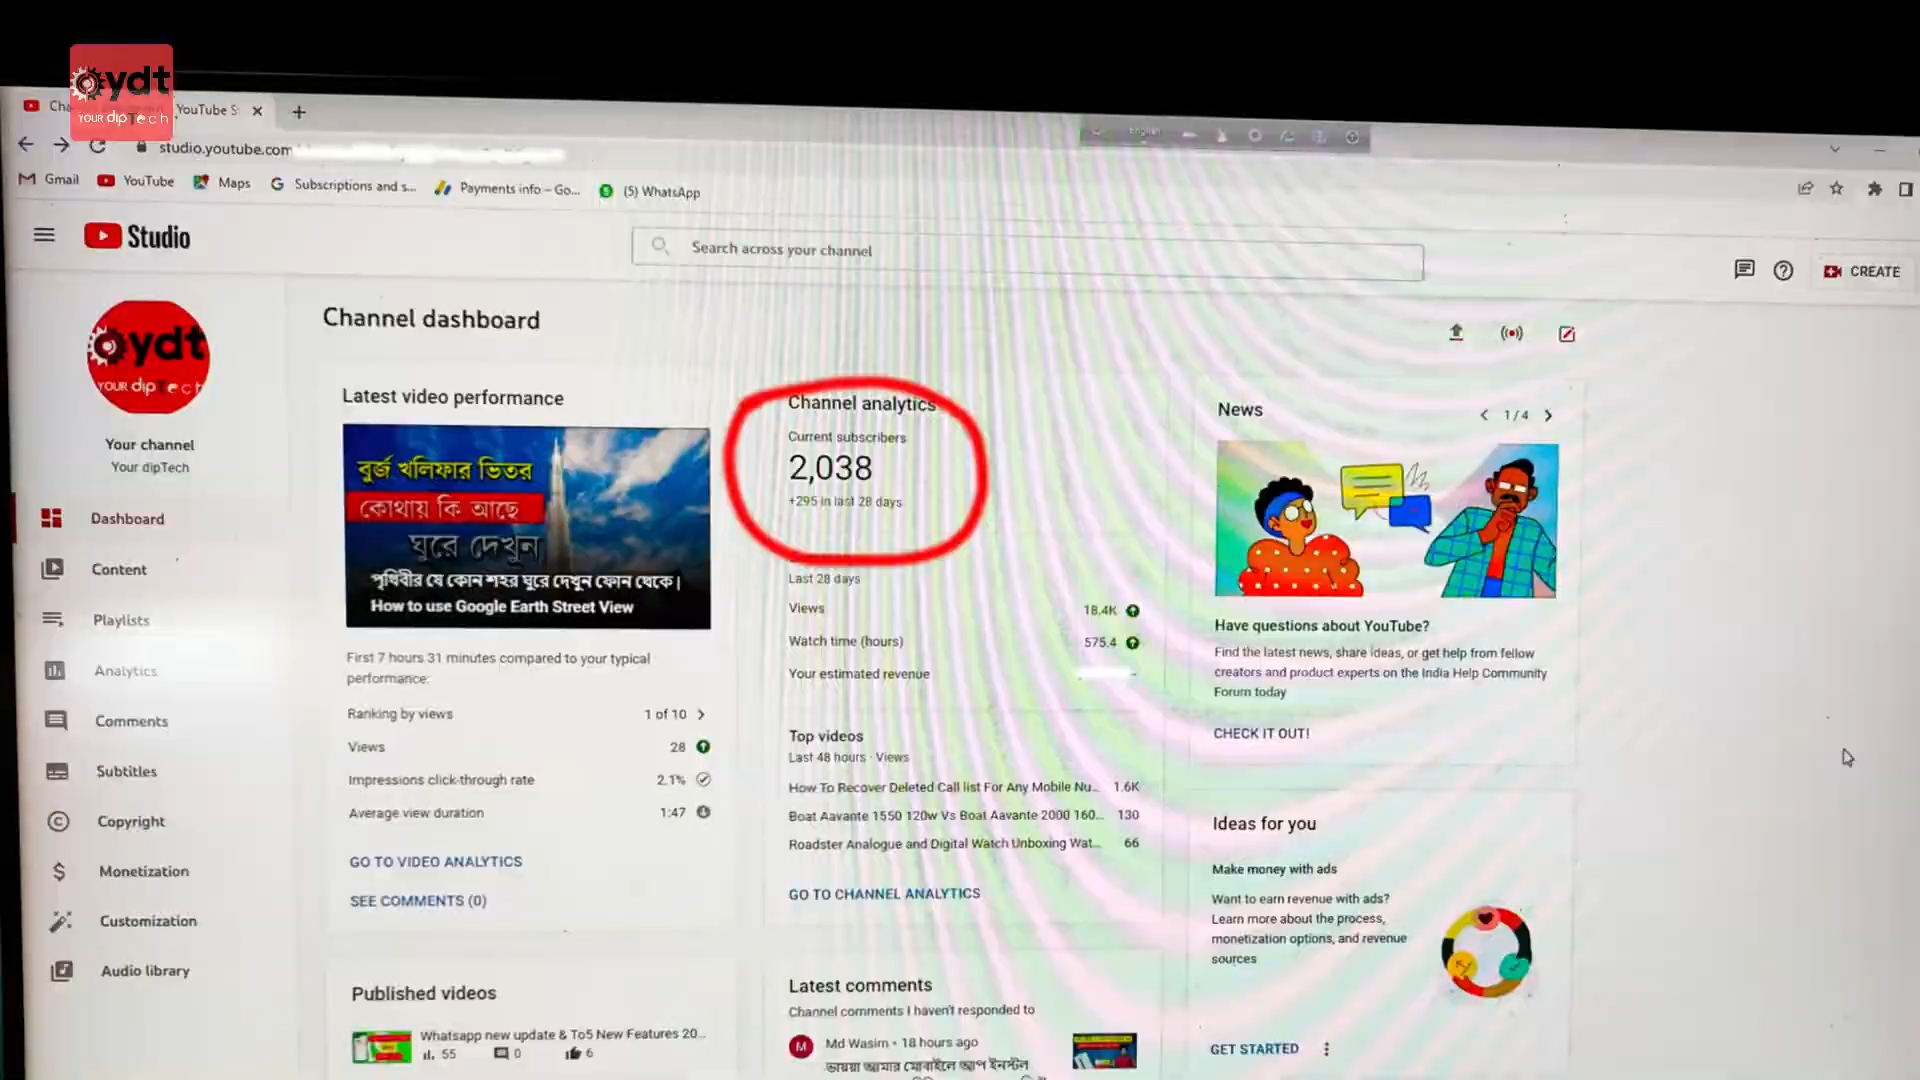 ydt
YOUR dipTech
YouTube S
studio.youtube.com
English
Gmail
YouTube
Maps
Subscriptions and s...
Payments info – Go...
(5) WhatsApp
Studio
Search across your channel
CREATE
ydt
YOUR dipTech
Your channel
Your dipTech
Dashboard
Content
Playlists
Analytics
Comments
Subtitles
Copyright
Monetization
Customization
Audio library
Channel dashboard
Latest video performance
বুর্জ খলিফার ভিতর
কোথায় কি আছে
ঘুরে দেখুন
পৃথিবীর যে কোন শহর ঘুরে দেখুন ফোন থেকে।
How to use Google Earth Street View
First 7 hours 31 minutes compared to your typical
performance:
Ranking by views 1 of 10
Views 28
Impressions click-through rate 2.1%
Average view duration 1:47
GO TO VIDEO ANALYTICS
SEE COMMENTS (0)
Published videos
Whatsapp new update & To5 New Features 20...
55 0 6
Channel analytics
Current subscribers
2,038
+295 in last 28 days
Last 28 days
Views 18.4K
Watch time (hours) 575.4
Your estimated revenue
Top videos
Last 48 hours · Views
How To Recover Deleted Call list For Any Mobile Nu... 1.6K
Boat Aavante 1550 120w Vs Boat Aavante 2000 160... 130
Roadster Analogue and Digital Watch Unboxing Wat... 66
GO TO CHANNEL ANALYTICS
Latest comments
Channel comments I haven't responded to
M
Md Wasim • 18 hours ago
ভায়য়া আমার মোবাইলে আপ ইনস্টল
News
1/4
Have questions about YouTube?
Find the latest news, share ideas, or get help from fellow
creators and product experts on the India Help Community
Forum today
CHECK IT OUT!
Ideas for you
Make money with ads
Want to earn revenue with ads?
Learn more about the process,
monetization options, and revenue
sources
GET STARTED